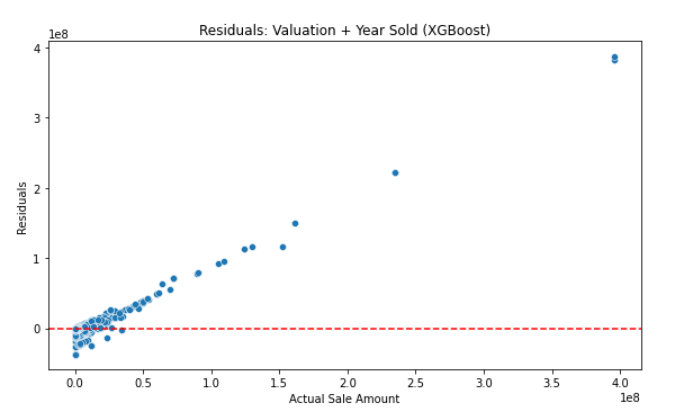 Residuals: Valuation + Year Sold (XGBoost)
1e8
4
3
2
1
0
Residuals
0.0 0.5 1.0 1.5 2.0 2.5 3.0 3.5 4.0
1e8
Actual Sale Amount